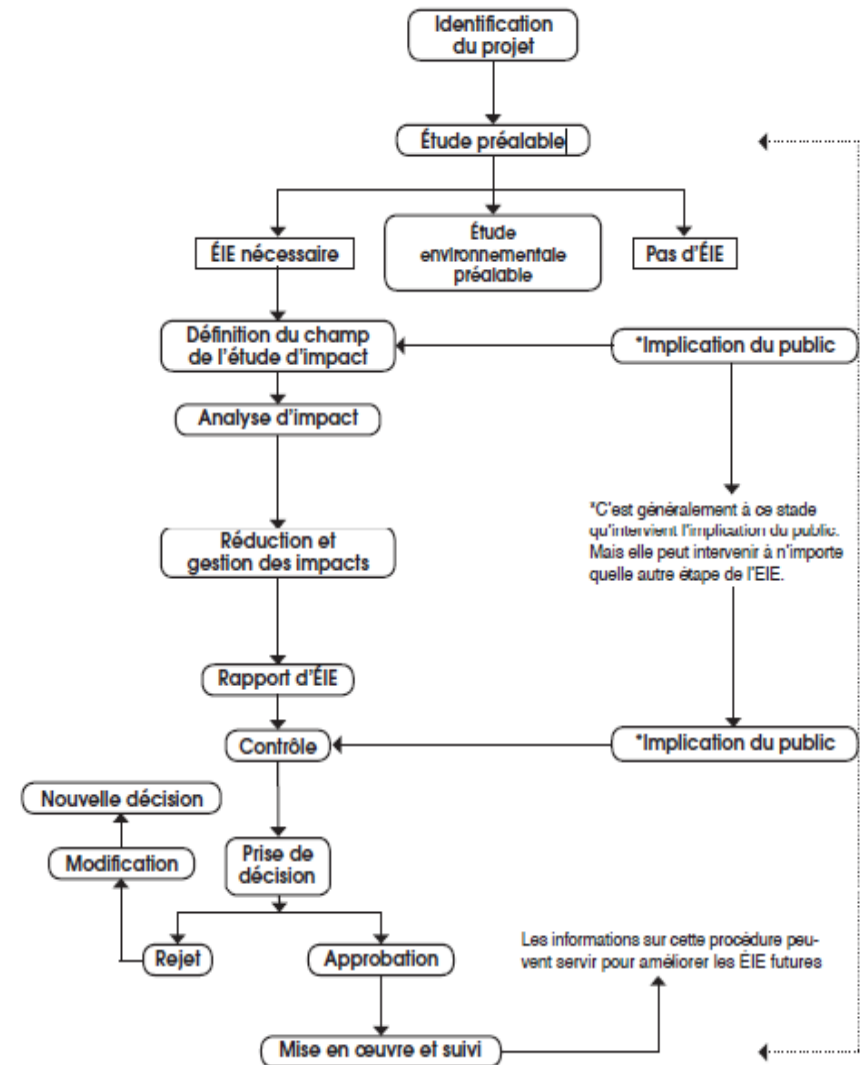 Identification
du projet
Étude préalable
ÉIE nécessaire
Étude
environnementale
préalable
Pas d'ÉIE
Définition du champ
de l'étude d'impact
*Implication du public
Analyse d'impact
*C'est généralement à ce stade
qu'intervient l'implication du public.
Mais elle peut intervenir à n'importe
quelle autre étape de l'EIE.
Réduction et
gestion des impacts
Rapport d'ÉIE
Contrôle
*Implication du public
Nouvelle décision
Modification
Prise de
décision
Rejet
Approbation
Les informations sur cette procédure peu-
vent servir pour améliorer les ÉIE futures
Mise en œuvre et suivi